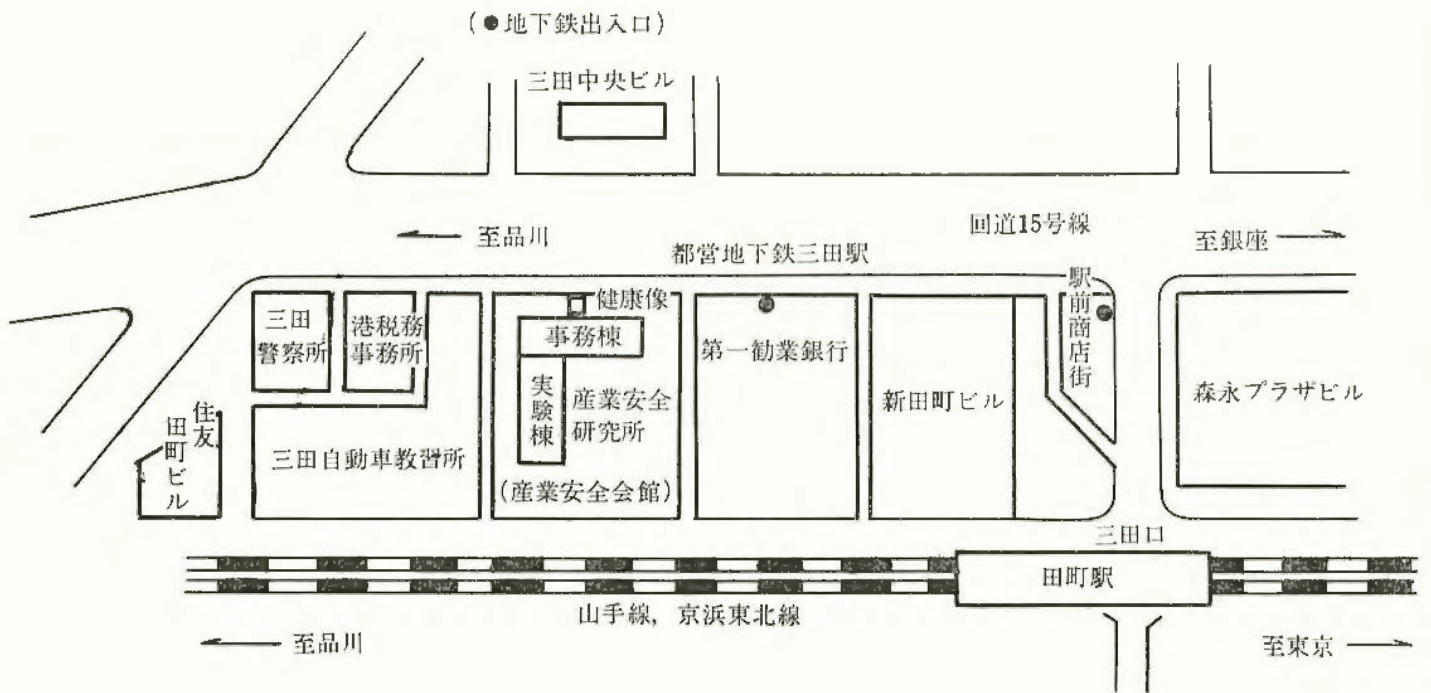 (●地下鉄出入口)
三田中央ビル
回道15号線
至品川
至銀座
都営地下鉄三田駅
三田
警察所
港税務
事務所
健康像
事務棟
実験棟
産業安全
研究所
(産業安全会館)
第一勧業銀行
新田町ビル
駅前商店街
森永プラザビル
住友
田町ビル
三田自動車教習所
三田口
田町駅
山手線, 京浜東北線
至品川
至東京